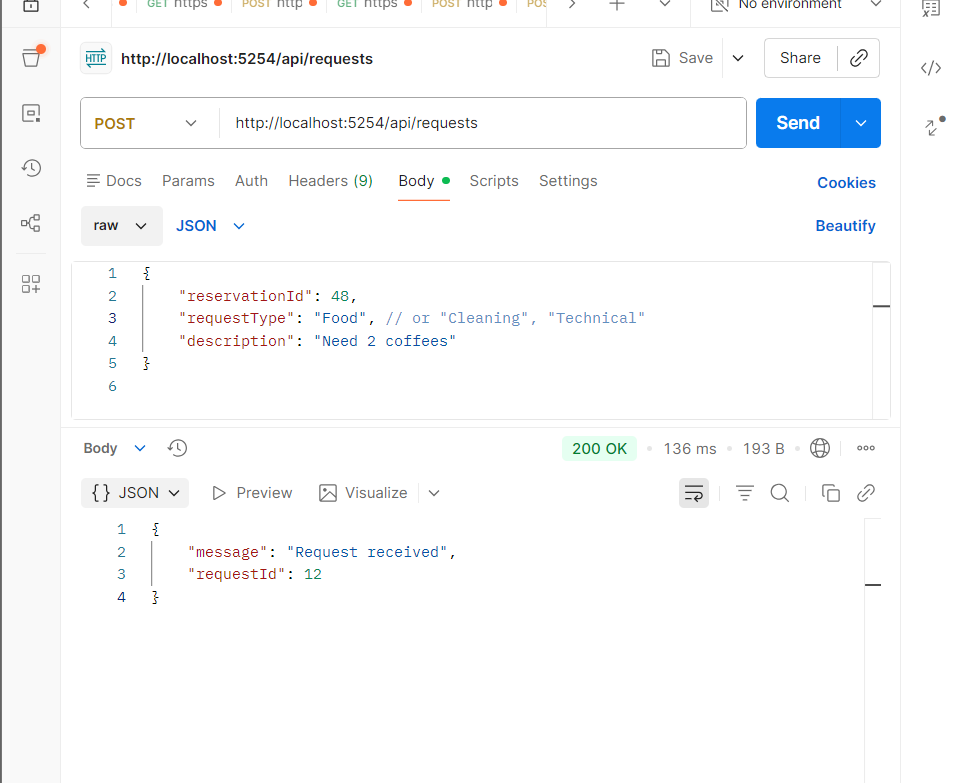 GET https POST http GET https POST http POS No environment
HTTP http://localhost:5254/api/requests Save Share
POST http://localhost:5254/api/requests Send
Docs Params Auth Headers (9) Body Scripts Settings Cookies
raw JSON Beautify
1 {
2 "reservationId": 48,
3 "requestType": "Food", // or "Cleaning", "Technical"
4 "description": "Need 2 coffees"
5 }
6
Body 200 OK 136 ms 193 B
{} JSON Preview Visualize
1 {
2 "message": "Request received",
3 "requestId": 12
4 }